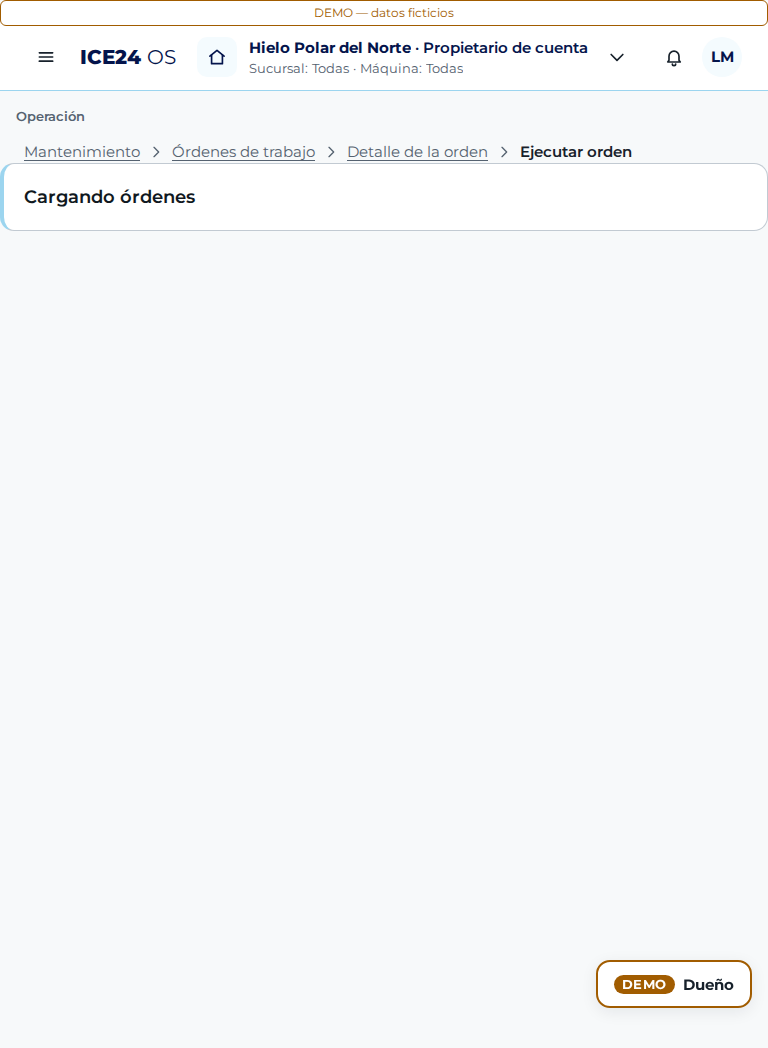 DEMO — datos ficticios
ICE24 OS
Hielo Polar del Norte · Propietario de cuenta
Sucursal: Todas · Máquina: Todas
LM
Operación
Mantenimiento > Órdenes de trabajo > Detalle de la orden > Ejecutar orden
Cargando órdenes
DEMO Dueño